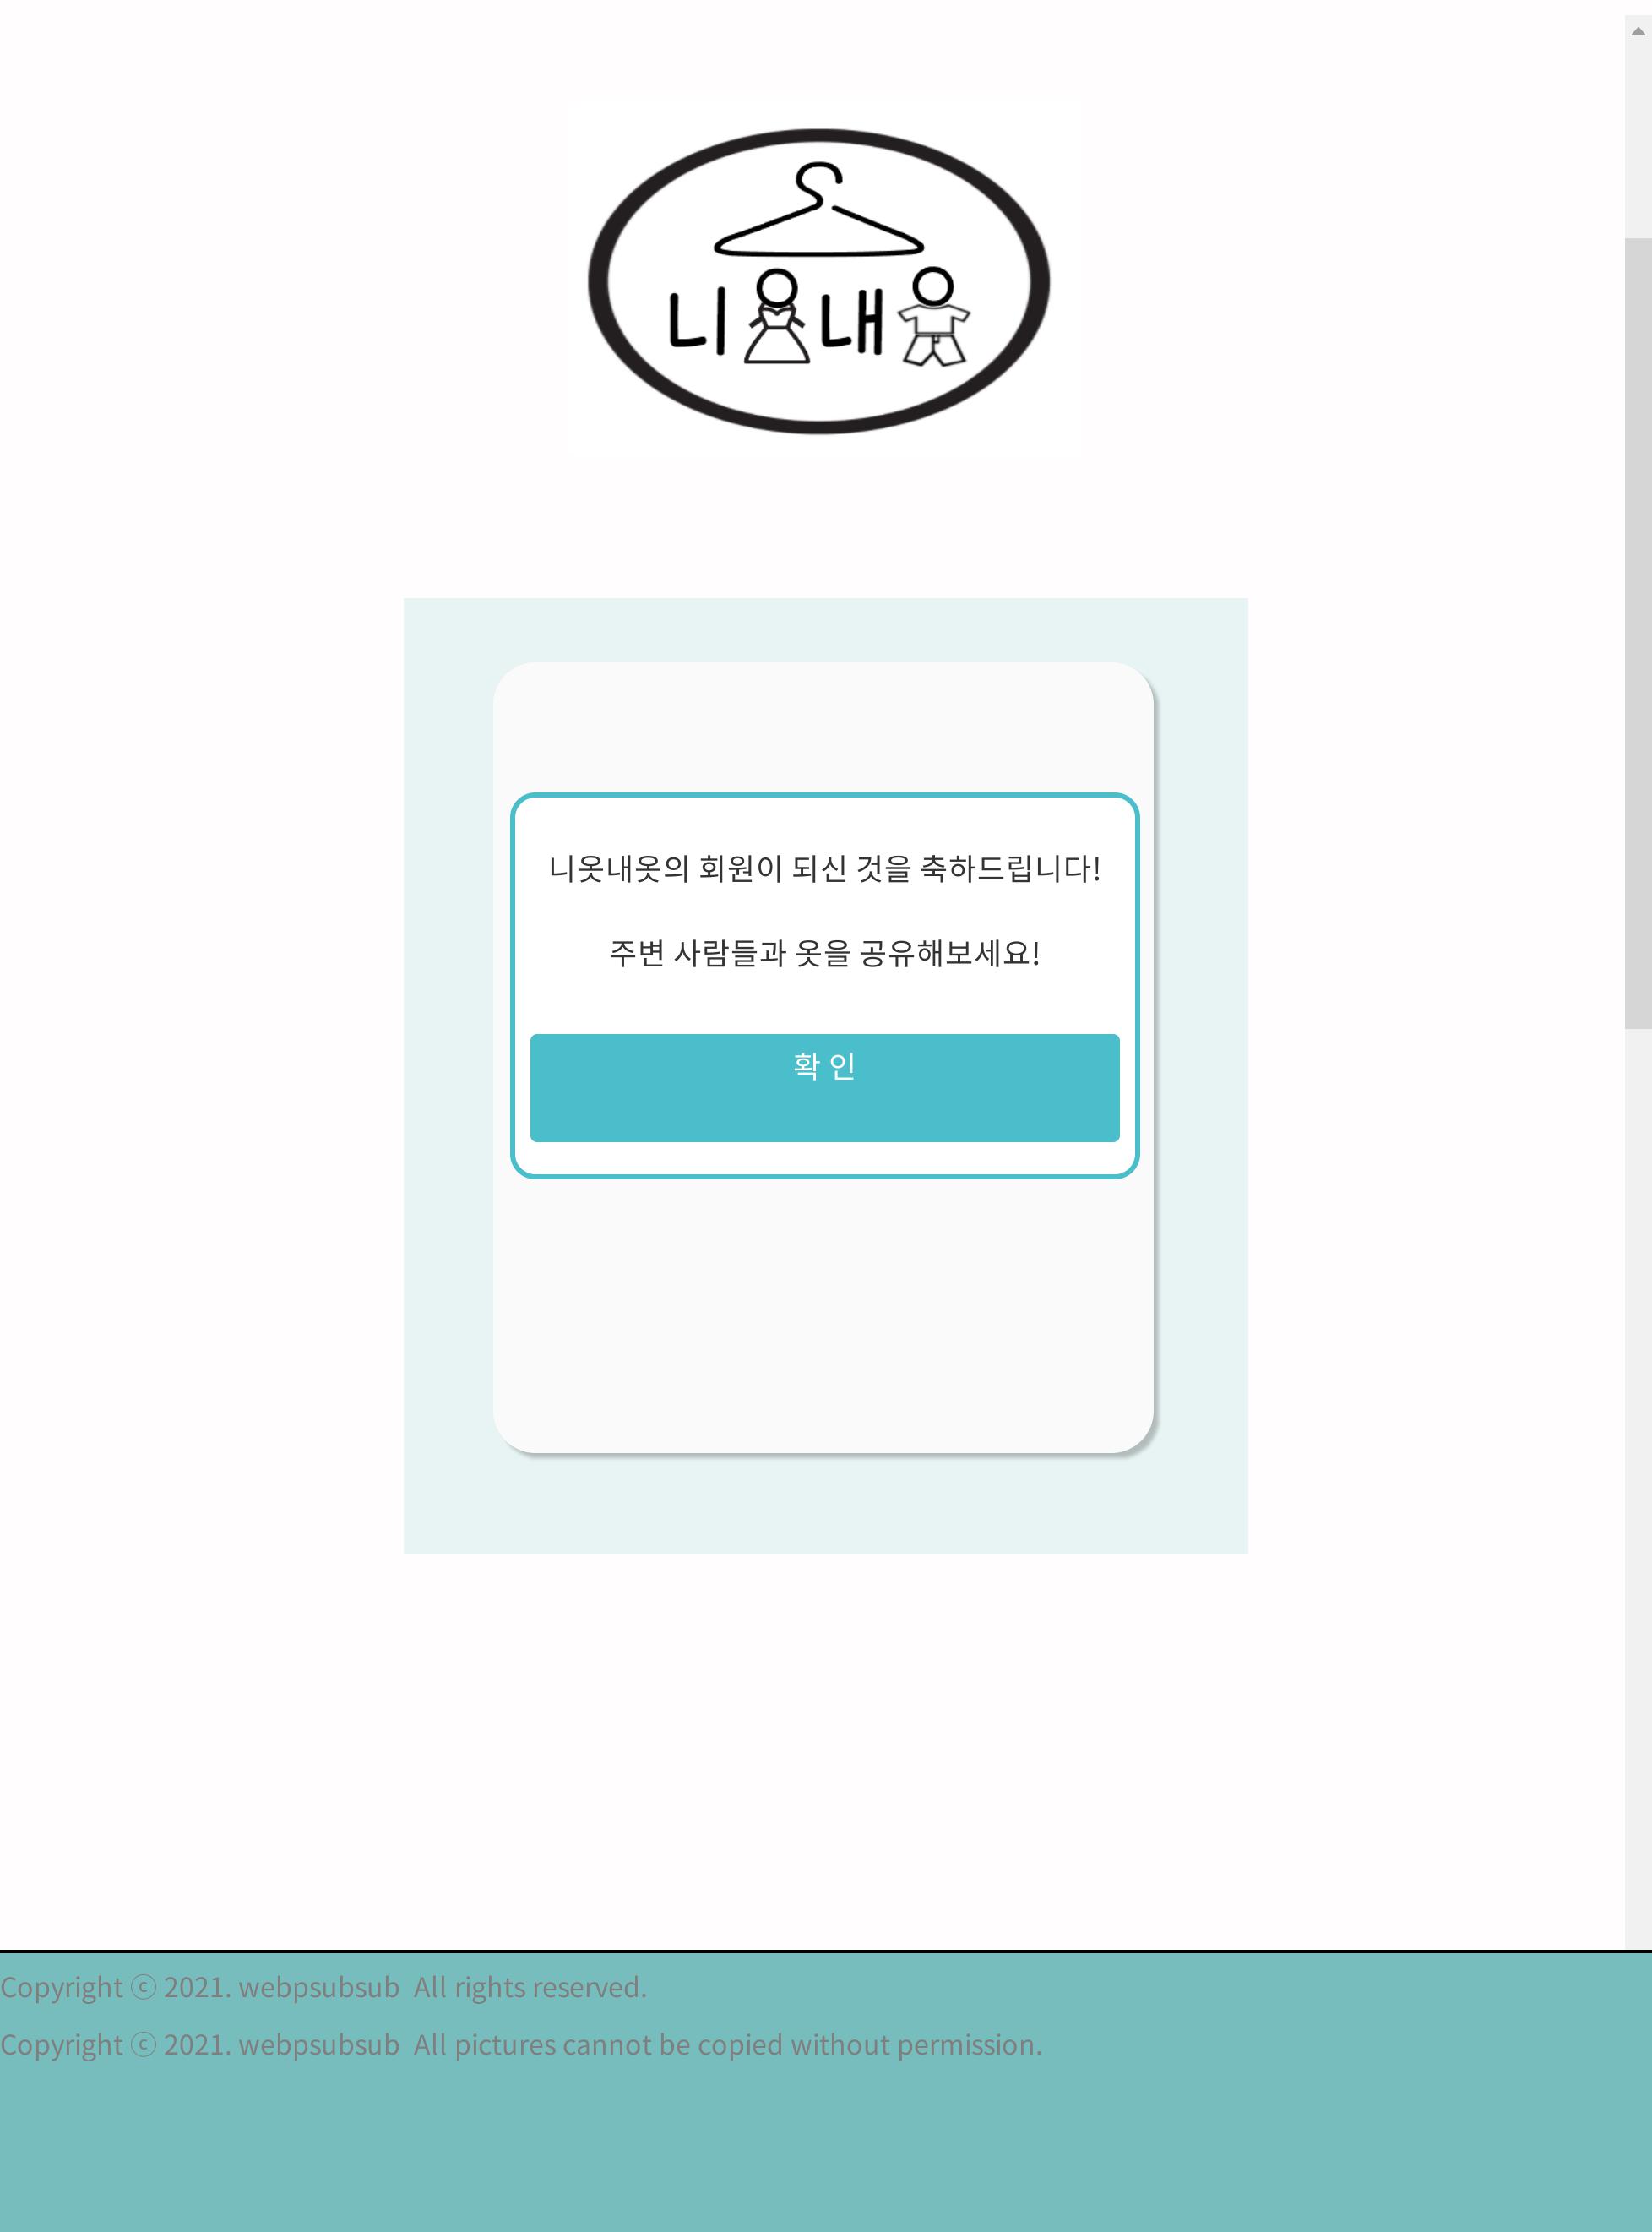 니옷내옷
니옷내옷의 회원이 되신 것을 축하드립니다!
주변 사람들과 옷을 공유해보세요!
확 인
Copyright ⓒ 2021. webpsubsub  All rights reserved.
Copyright ⓒ 2021. webpsubsub  All pictures cannot be copied without permission.